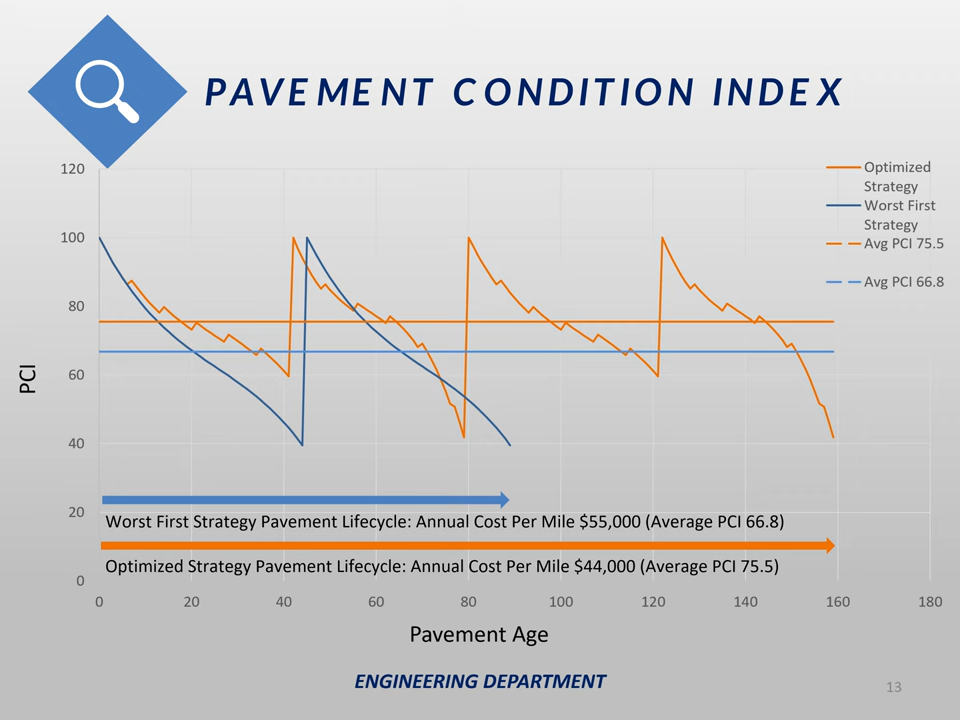 PAVEMENT CONDITION INDEX
120
100
80
60
40
20
0
PCI
Optimized
Strategy
Worst First
Strategy
Avg PCI 75.5
Avg PCI 66.8
Worst First Strategy Pavement Lifecycle: Annual Cost Per Mile $55,000 (Average PCI 66.8)
Optimized Strategy Pavement Lifecycle: Annual Cost Per Mile $44,000 (Average PCI 75.5)
0 20 40 60 80 100 120 140 160 180
Pavement Age
ENGINEERING DEPARTMENT
13